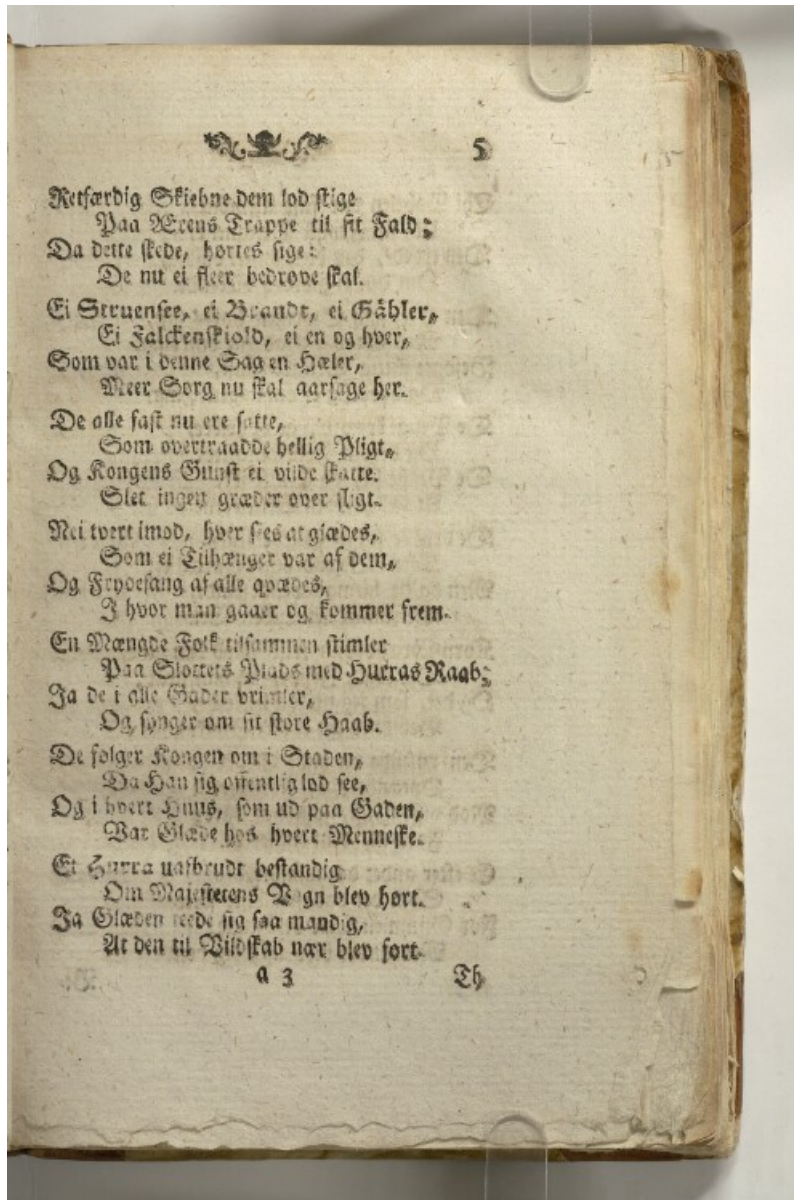 5
Retfærdig Skiebne dem lod stige
Paa Ærens Trappe til sit Fald;
Da dette skede, hørtes sige:
De nu ei fleer bedrøve skal.
Ei Struensee, ei Brandt, ei Gähler,
Ei Falckenskiold, ei en og hver,
Som var i denne Sag en Hæler,
Meer Sorg nu skal aarsage her.
De alle fast nu ere satte,
Som overtraadde hellig Pligt,
Og Kongens Gunst ei vilde skatte.
Slet ingen græder over sligt.
Nei tvert imod, hver sees at glædes,
Som ei Tilhænger var af dem,
Og Frydesang af alle qvædes,
I hvor man gaaer og kommer frem.
En Mængde Folk tilsammen stimler
Paa Slottets Plads med Hurras Raab;
Ja de i alle Gader vrimler,
Og synger om sit store Haab.
De følger Kongen om i Staden,
Da Han sig offentlig lod see,
Og i hvert Huus, som ud paa Gaden,
Var Glæde hos hvert Menneske.
Et Hurra uafbrudt bestandig
Om Majestetens Vogn blev hørt.
Ja Glæden teede sig saa mandig,
At den til Vildskab nær blev ført.
a 3 Th